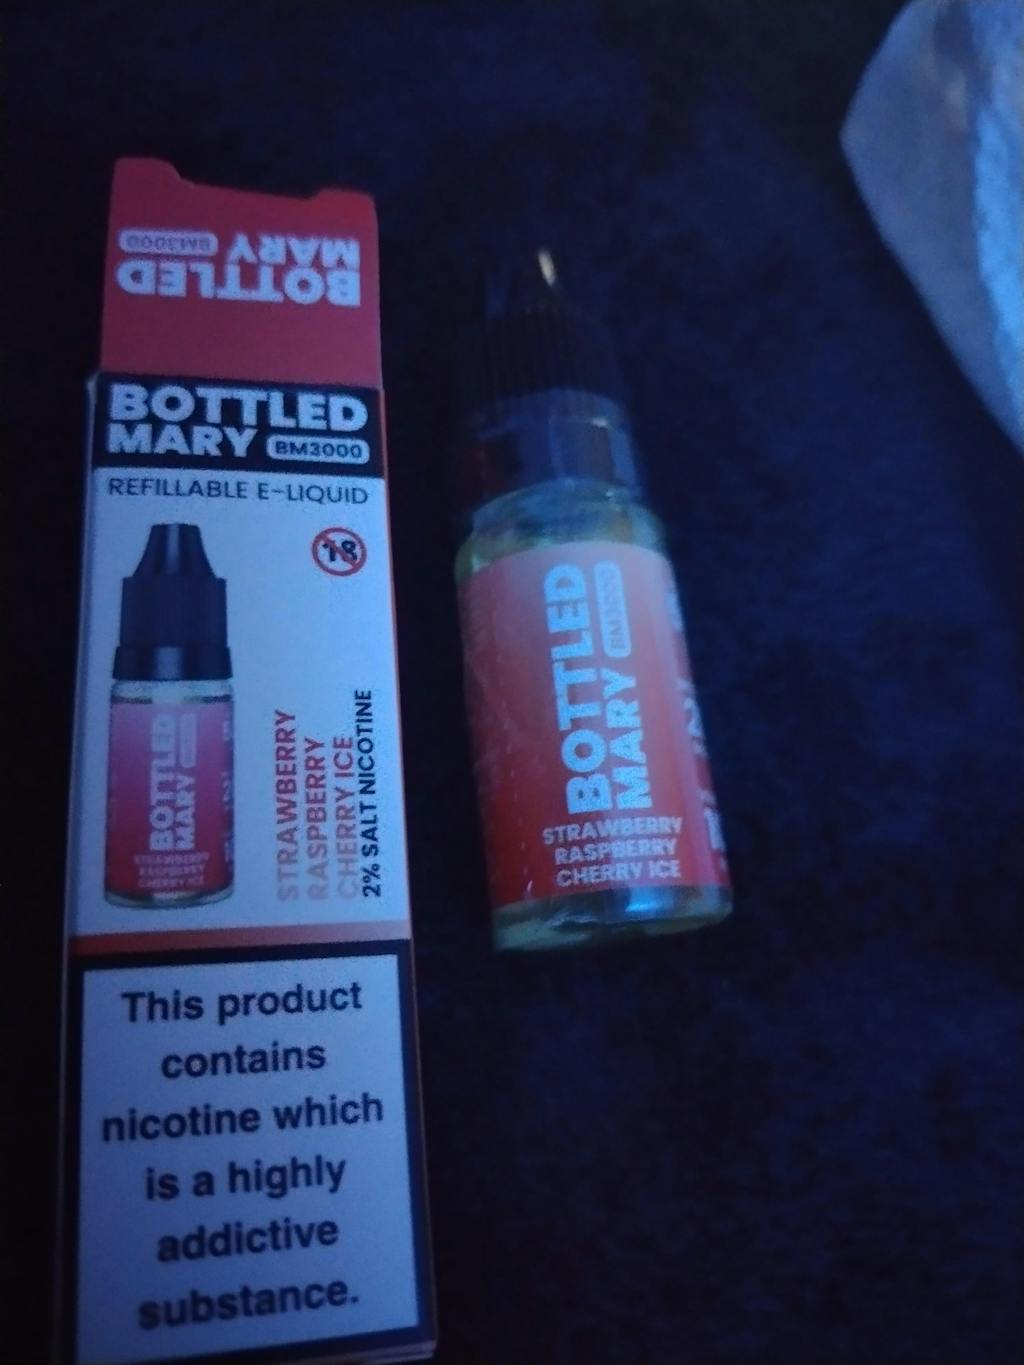 BOTTLED
MARY BM3000
BOTTLED
MARY BM3000
REFILLABLE E-LIQUID
18
BOTTLED
MARY
STRAWBERRY
RASPBERRY
CHERRY ICE
STRAWBERRY
RASPBERRY
CHERRY ICE
2% SALT NICOTINE
This product
contains
nicotine which
is a highly
addictive
substance.
BOTTLED
MARY BM3000
STRAWBERRY
RASPBERRY
CHERRY ICE